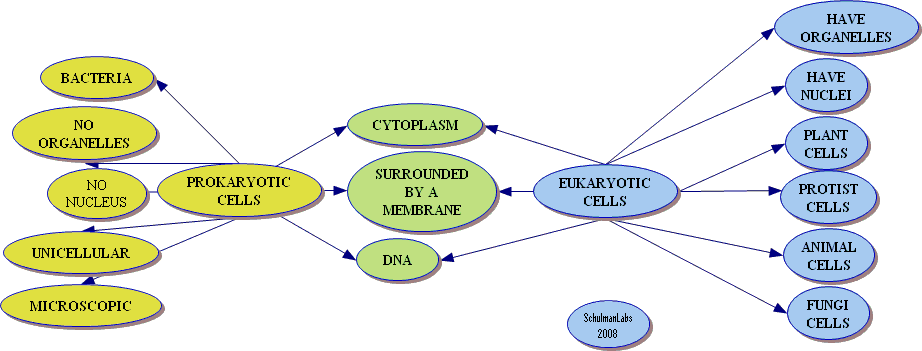 BACTERIA
NO
ORGANELLES
NO
NUCLEUS
UNICELLULAR
MICROSCOPIC
PROKARYOTIC
CELLS
CYTOPLASM
SURROUNDED
BY A
MEMBRANE
DNA
EUKARYOTIC
CELLS
HAVE
ORGANELLES
HAVE
NUCLEI
PLANT
CELLS
PROTIST
CELLS
ANIMAL
CELLS
FUNGI
CELLS
SchulmanLabs
2008